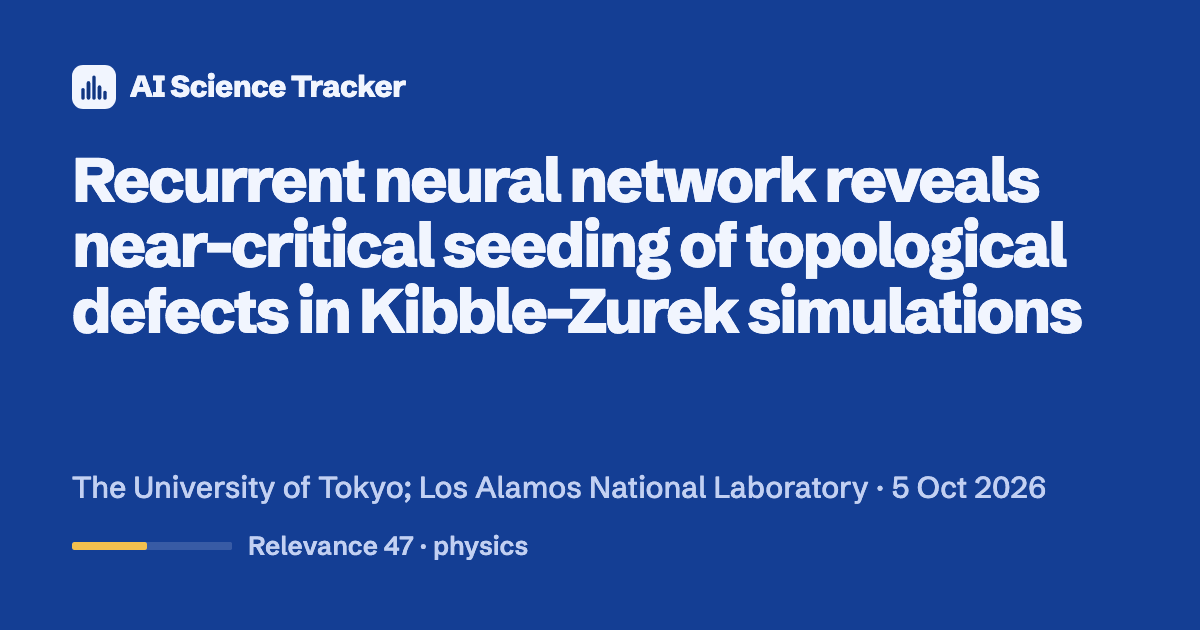 AI Science Tracker
Recurrent neural network reveals
near-critical seeding of topological
defects in Kibble-Zurek simulations
The University of Tokyo; Los Alamos National Laboratory · 5 Oct 2026
Relevance 47 · physics